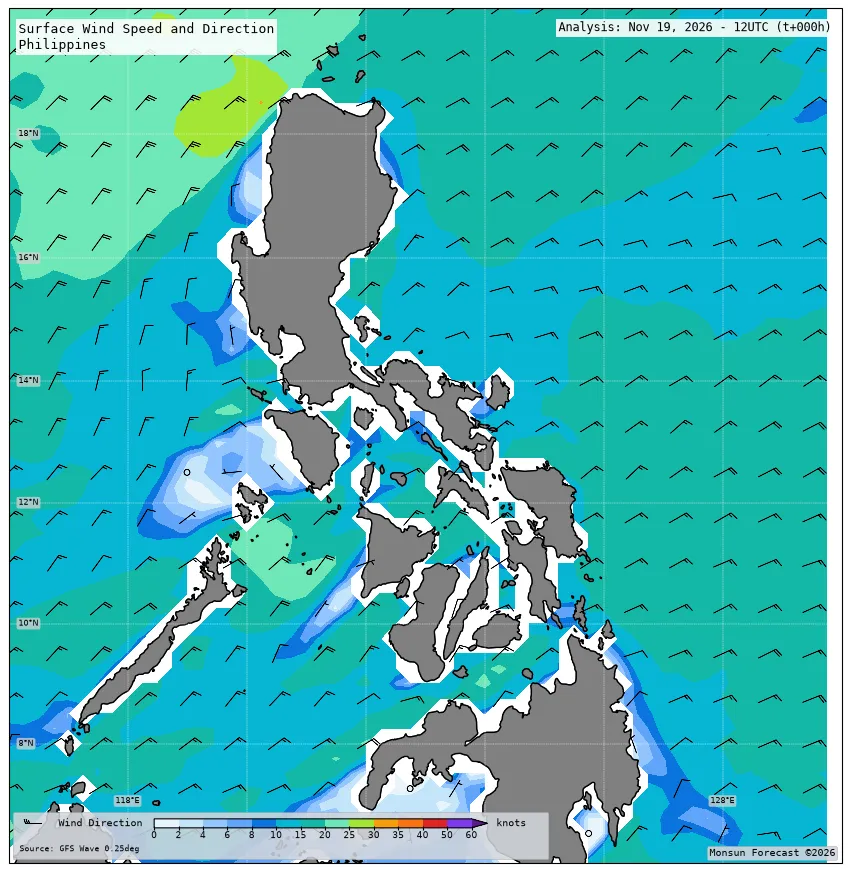 Surface Wind Speed and Direction
Philippines
Analysis: Nov 19, 2026 - 12UTC (t+000h)
18°N
16°N
14°N
12°N
10°N
8°N
118°E
128°E
Wind Direction
knots
0 2 4 6 8 10 15 20 25 30 35 40 50 60
Source: GFS Wave 0.25deg
Monsun Forecast ©2026